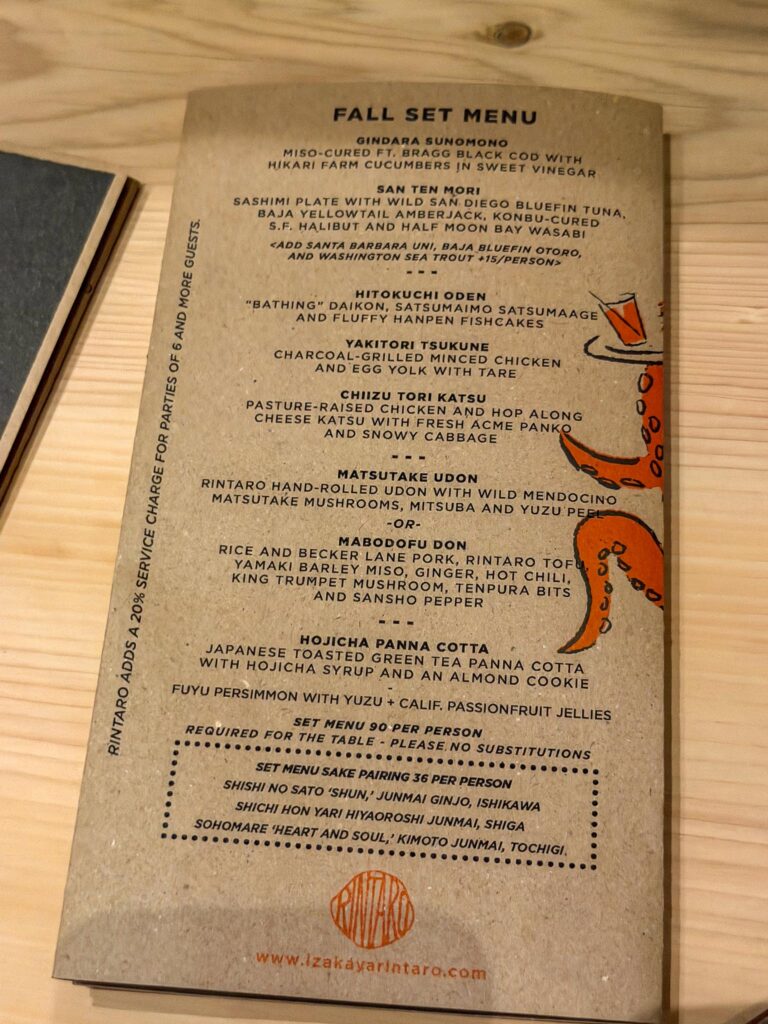 FALL SET MENU
GINDARA SUNOMONO
MISO-CURED FT. BRAGG BLACK COD WITH
HIKARI FARM CUCUMBERS IN SWEET VINEGAR
SAN TEN MORI
SASHIMI PLATE WITH WILD SAN DIEGO BLUEFIN TUNA,
BAJA YELLOWTAIL AMBERJACK, KONBU-CURED
S.F. HALIBUT AND HALF MOON BAY WASABI
<ADD SANTA BARBARA UNI, BAJA BLUEFIN OTORO,
AND WASHINGTON SEA TROUT +15/PERSON>
---
HITOKUCHI ODEN
"BATHING" DAIKON, SATSUMAIMO SATSUMAAGE
AND FLUFFY HANPEN FISHCAKES
YAKITORI TSUKUNE
CHARCOAL-GRILLED MINCED CHICKEN
AND EGG YOLK WITH TARE
CHIIZU TORI KATSU
PASTURE-RAISED CHICKEN AND HOP ALONG
CHEESE KATSU WITH FRESH ACME PANKO
AND SNOWY CABBAGE
---
MATSUTAKE UDON
RINTARO HAND-ROLLED UDON WITH WILD MENDOCINO
MATSUTAKE MUSHROOMS, MITSUBA AND YUZU PEEL
-OR-
MABODOFU DON
RICE AND BECKER LANE PORK, RINTARO TOFU,
YAMAKI BARLEY MISO, GINGER, HOT CHILI,
KING TRUMPET MUSHROOM, TENPURA BITS
AND SANSHO PEPPER
---
HOJICHA PANNA COTTA
JAPANESE TOASTED GREEN TEA PANNA COTTA
WITH HOJICHA SYRUP AND AN ALMOND COOKIE
-
FUYU PERSIMMON WITH YUZU + CALIF. PASSIONFRUIT JELLIES
SET MENU 90 PER PERSON
REQUIRED FOR THE TABLE - PLEASE NO SUBSTITUTIONS
SET MENU SAKE PAIRING 36 PER PERSON
SHISHI NO SATO 'SHUN,' JUNMAI GINJO, ISHIKAWA
SHICHI HON YARI HIYAOROSHI JUNMAI, SHIGA
SOHOMARE 'HEART AND SOUL,' KIMOTO JUNMAI, TOCHIGI.
RINTARO
www.izakayarintaro.com
RINTARO ADDS A 20% SERVICE CHARGE FOR PARTIES OF 6 AND MORE GUESTS.